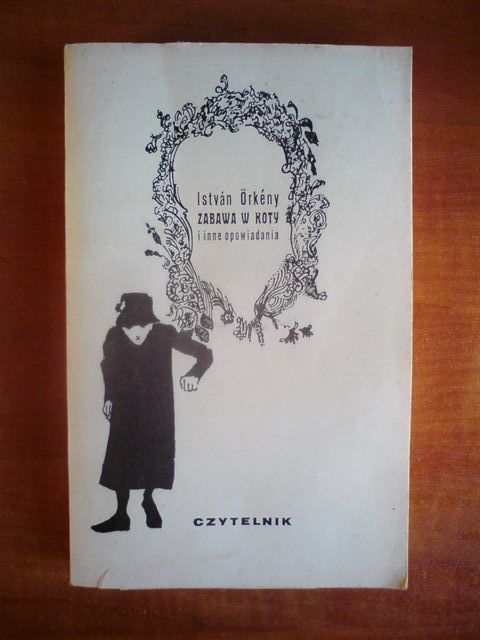 István Örkény
ZABAWA W KOTY
i inne opowiadania
CZYTELNIK